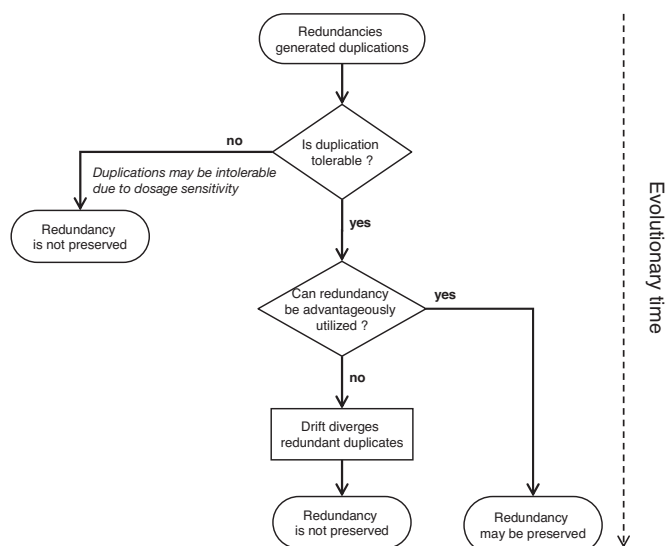 Redundancies
generated duplications
no
Is duplication
tolerable ?
Duplications may be intolerable
due to dosage sensitivity
Redundancy
is not preserved
yes
Can redundancy
be advantageously
utilized ?
yes
no
Drift diverges
redundant duplicates
Redundancy
is not preserved
Redundancy
may be preserved
Evolutionary time